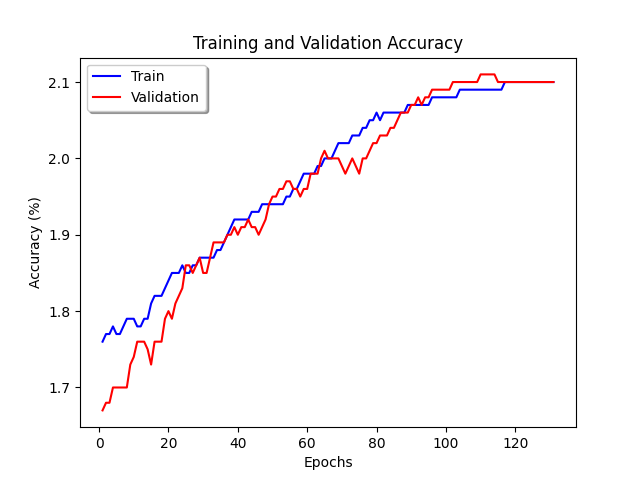 Training and Validation Accuracy
Train
Validation
Accuracy (%)
2.1
2.0
1.9
1.8
1.7
0 20 40 60 80 100 120
Epochs